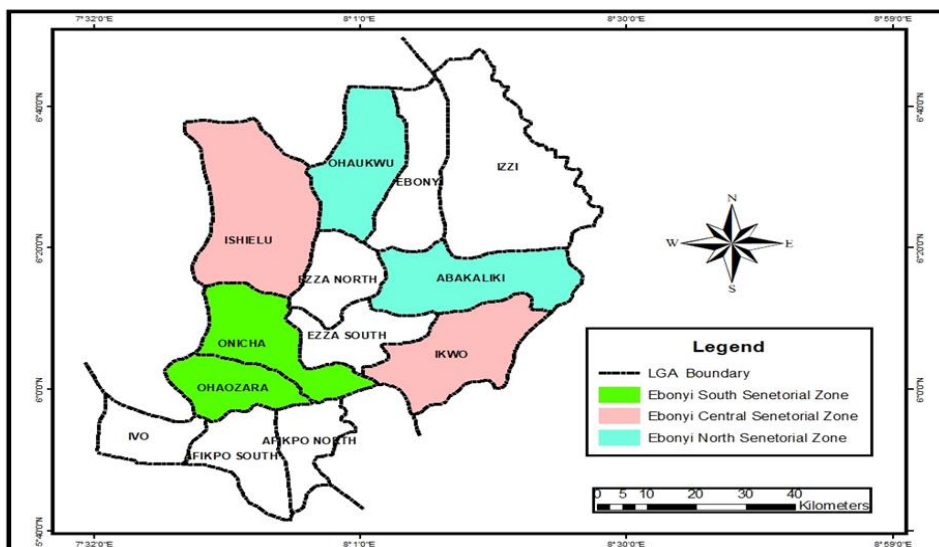 7°32'0"E
8°1'0"E
8°30'0"E
8°59'0"E
6°40'0"N
6°40'0"N
OHAUKWU
EBONY
IZZI
N
ISHIELU
W
E
6°20'0"N
6°20'0"N
EZZA NORTH
ABAKALIKI
S
EZZA SOUTH
ONICHA
IKWO
Legend
LGA Boundary
OHAOZARA
6°0'0"N
6°0'0"N
Ebonyi South Senetorial Zone
Ebonyi Central Senetorial Zone
IVO
AFIKPO NORTH
Ebonyi North Senetorial Zone
AFIKPO SOUTH
0 5 10 20 30 40
Kilometers
5°40'0"N
5°40'0"N
7°32'0"E
8°1'0"E
8°30'0"E
8°59'0"E